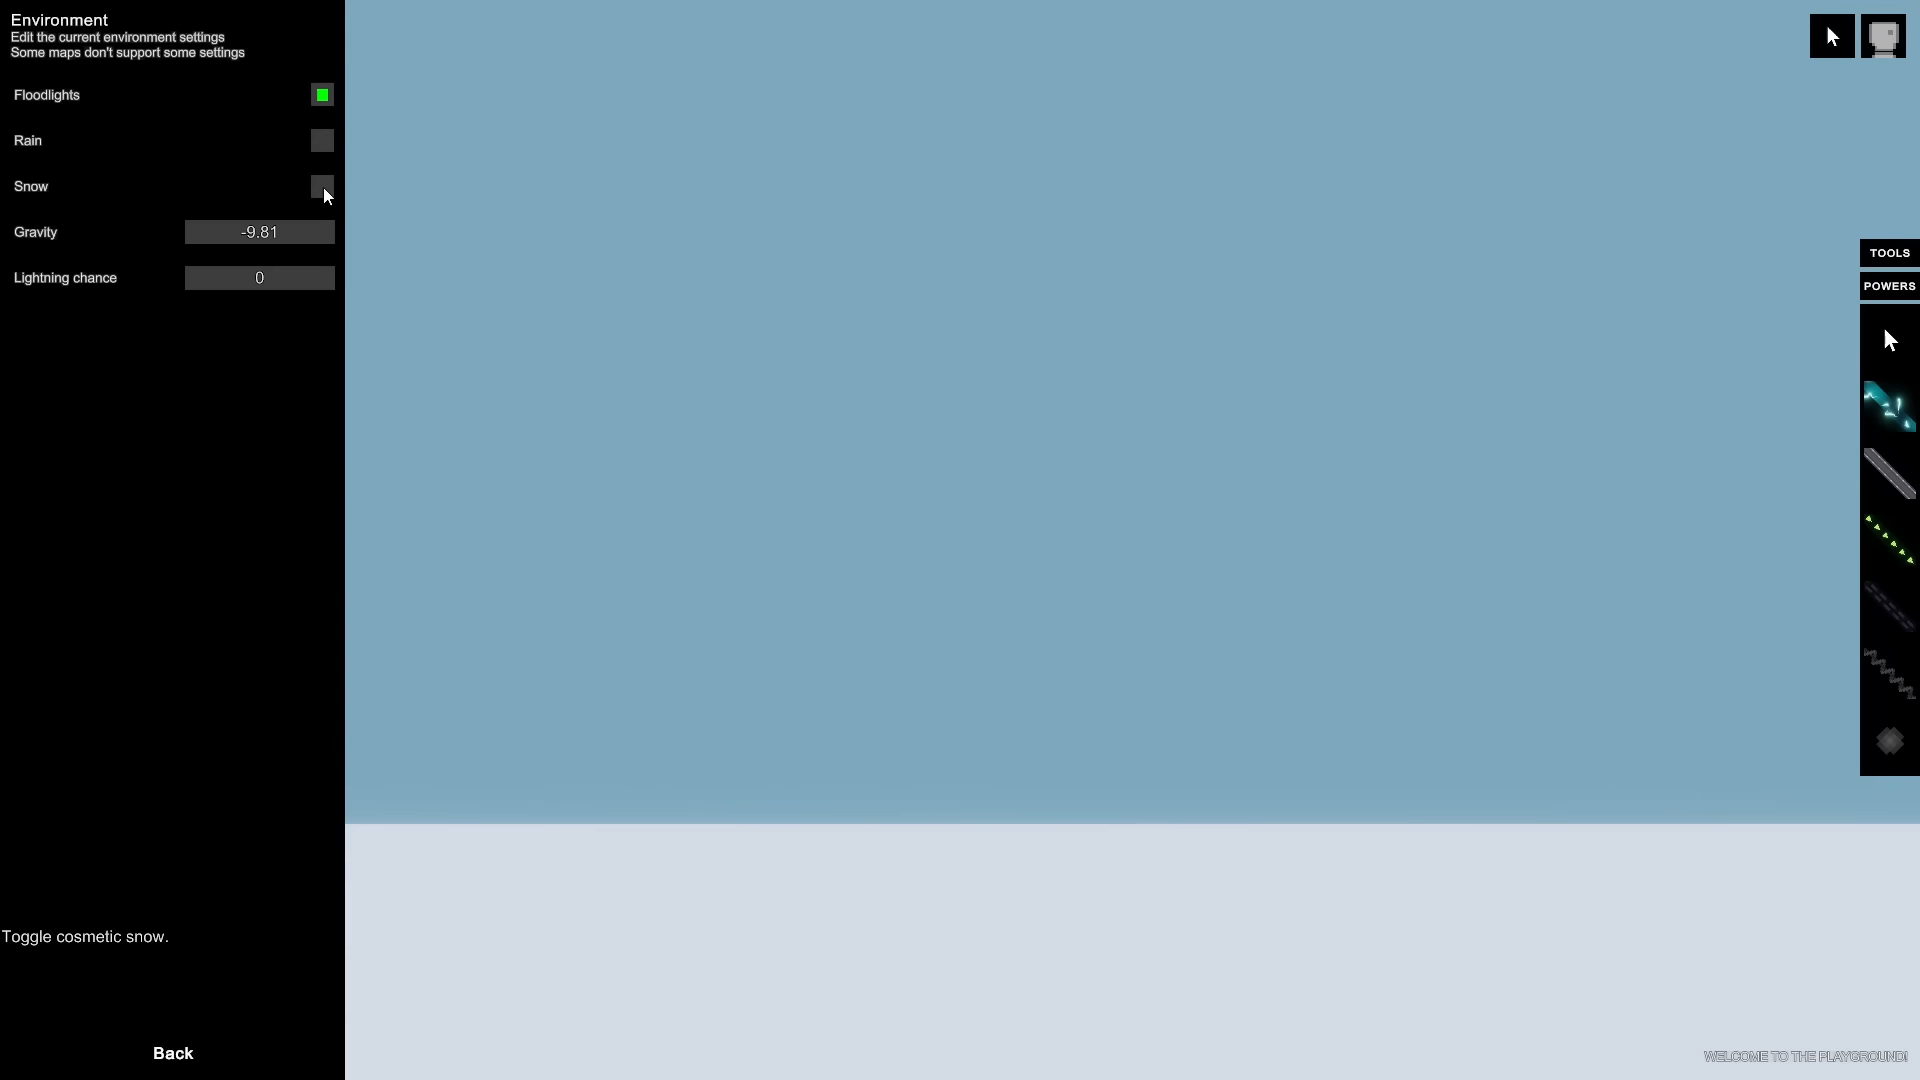 Environment
Edit the current environment settings
Some maps don't support some settings
Floodlights
Rain
Snow
Gravity
-9.81
Lightning chance
0
TOOLS
POWERS
Toggle cosmetic snow.
Back
WELCOME TO THE PLAYGROUND!